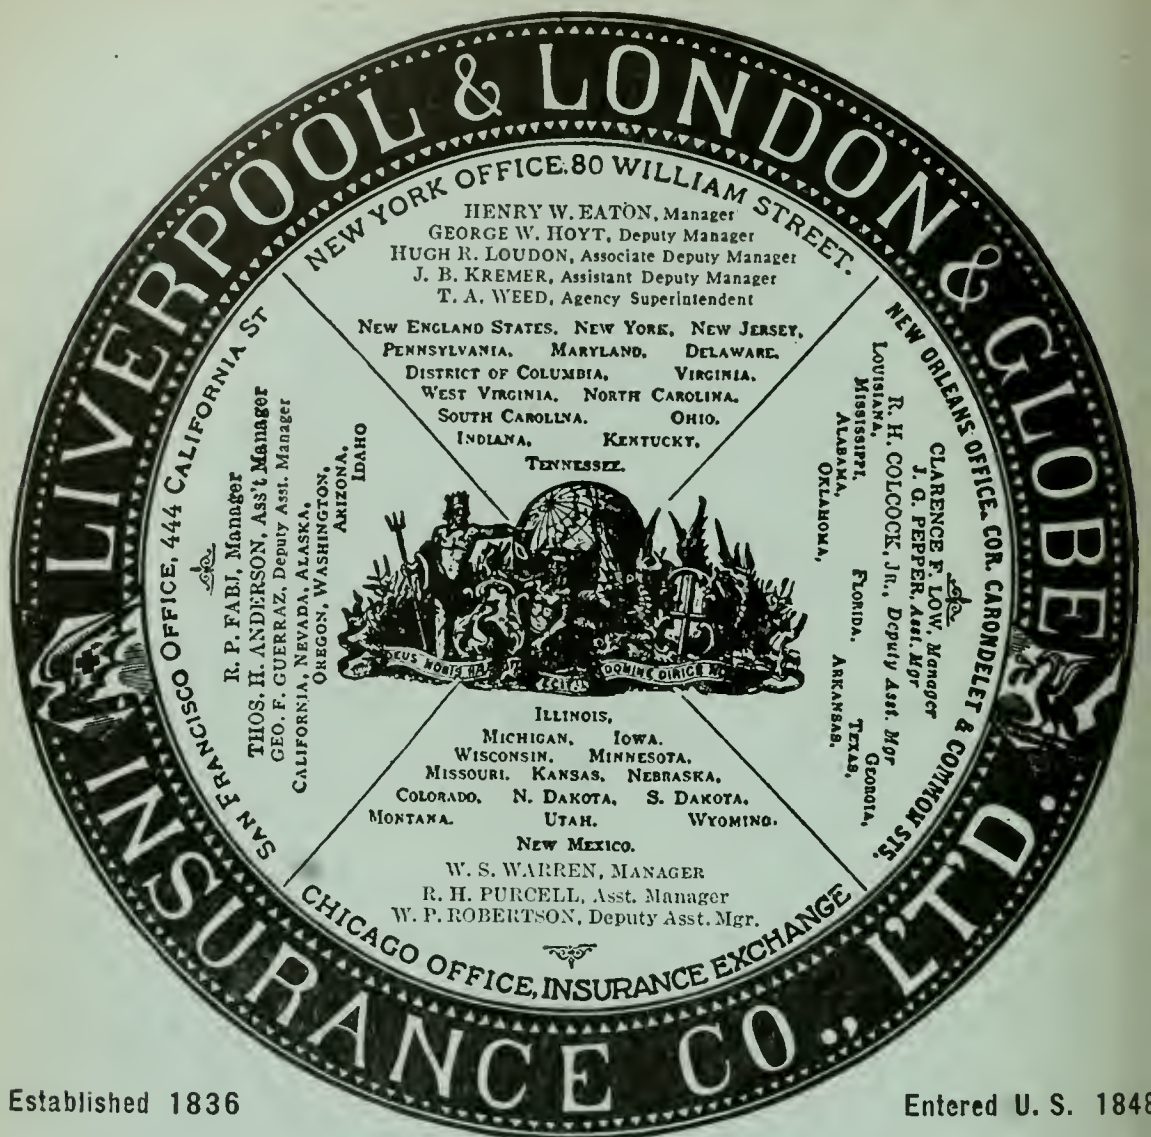 LIVERPOOL & LONDON & GLOBE
INSURANCE CO., L'T'D.
NEW YORK OFFICE. 80 WILLIAM STREET.
HENRY W. EATON, Manager
GEORGE W. HOYT, Deputy Manager
HUGH R. LOUDON, Associate Deputy Manager
J. B. KREMER, Assistant Deputy Manager
T. A. WEED, Agency Superintendent
NEW ENGLAND STATES. NEW YORK, NEW JERSEY,
PENNSYLVANIA. MARYLAND. DELAWARE.
DISTRICT OF COLUMBIA, VIRGINIA.
WEST VIRGINIA. NORTH CAROLINA.
SOUTH CAROLINA. OHIO.
INDIANA, KENTUCKY,
TENNESSEE.
NEW ORLEANS OFFICE. COR. CARONDELET & COMMON STS.
CLARENCE F. LOW, Manager
J. G. PEPPER, Asst. Mgr
R. H. COLCOCK, JR., Deputy Asst. Mgr
LOUISIANA, GEORGIA,
MISSISSIPPI, TEXAS,
ALABAMA, FLORIDA. ARKANSAS.
OKLAHOMA,
SAN FRANCISCO OFFICE, 444 CALIFORNIA ST
R. P. FABJ, Manager
THOS. H. ANDERSON, Ass't Manager
GEO. F. GUERRAZ, Deputy Asst. Manager
CALIFORNIA, NEVADA, ALASKA,
OREGON, WASHINGTON,
ARIZONA,
IDAHO
DEUS NOBIS HA
DOMINE DIRIGE
ILLINOIS,
MICHIGAN, IOWA.
WISCONSIN, MINNESOTA.
MISSOURI. KANSAS, NEBRASKA,
COLORADO, N. DAKOTA, S. DAKOTA,
MONTANA. UTAH. WYOMING.
NEW MEXICO.
W. S. WARREN, MANAGER
R. H. PURCELL, Asst. Manager
W. P. ROBERTSON, Deputy Asst. Mgr.
CHICAGO OFFICE, INSURANCE EXCHANGE
Established 1836
Entered U. S. 1848